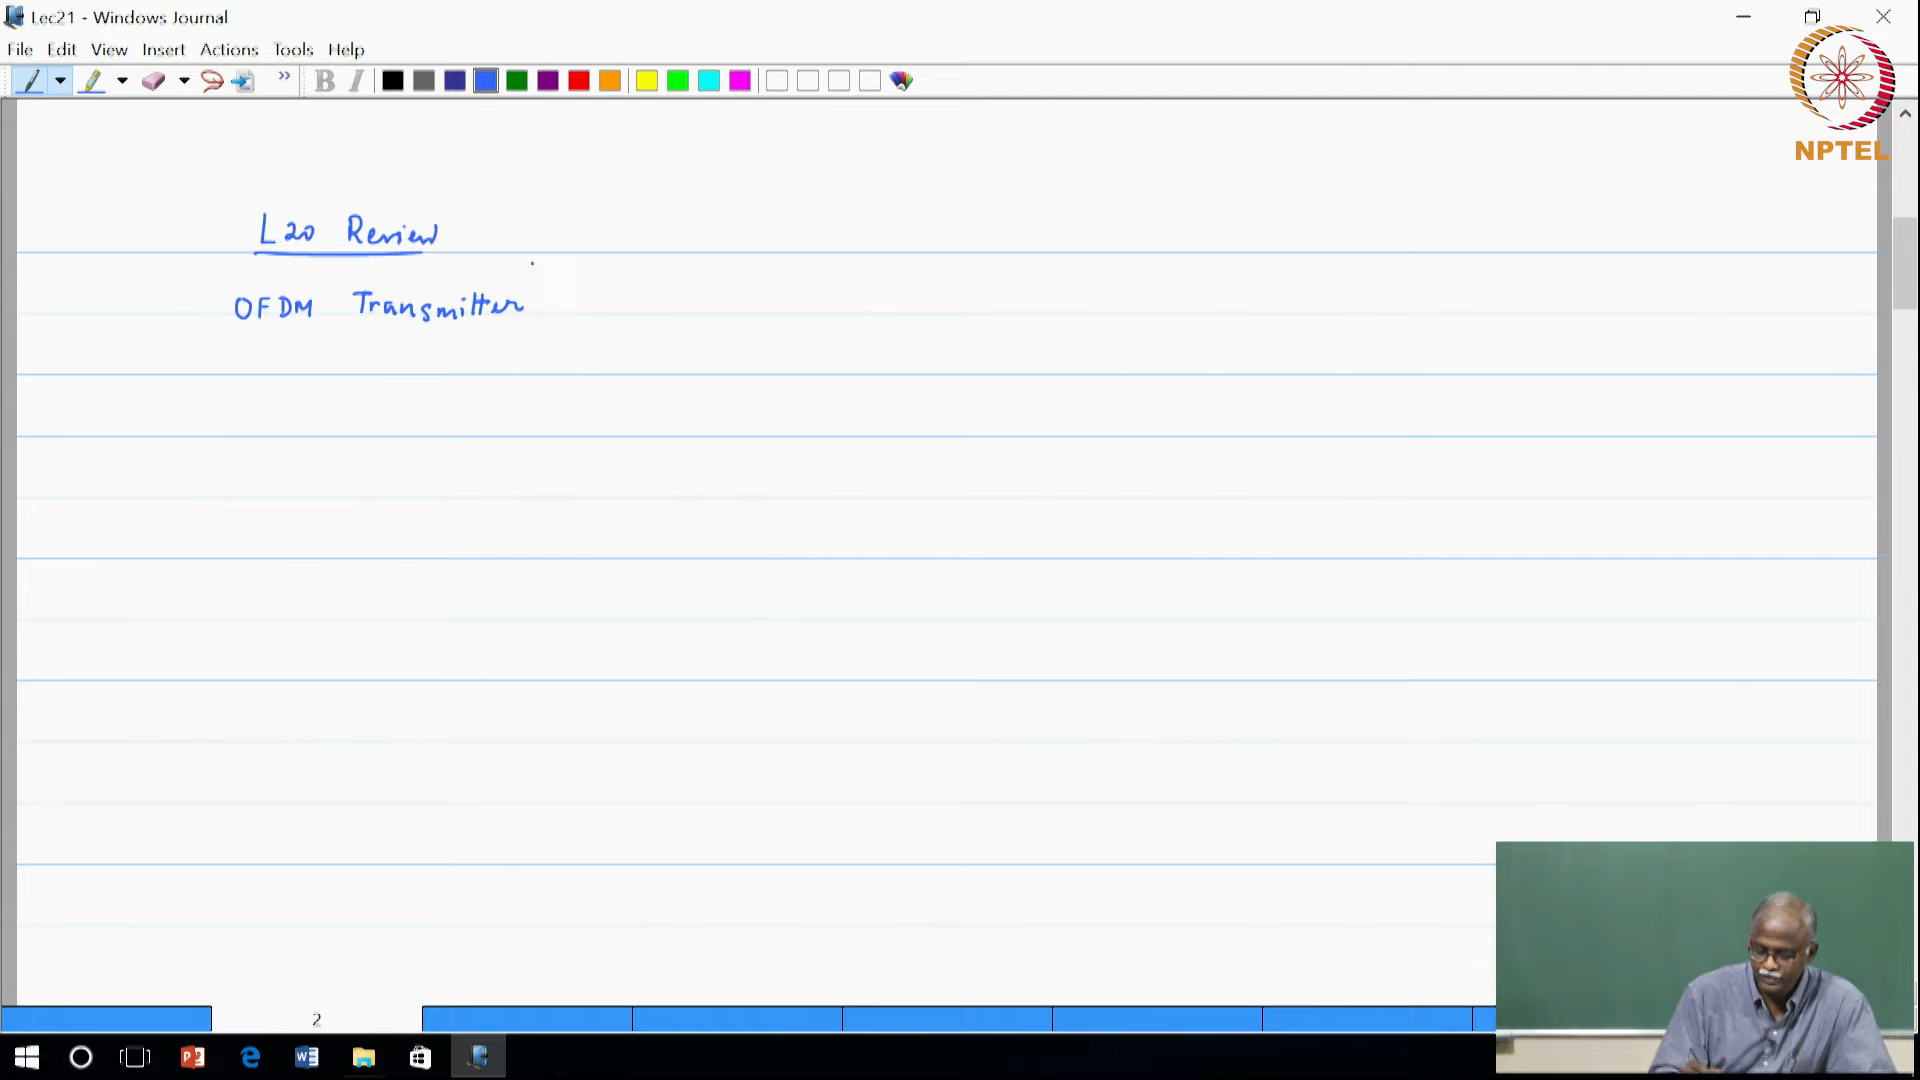 Lec21 - Windows Journal
File Edit View Insert Actions Tools Help
B I
NPTEL
L20 Review
OFDM Transmitter
2